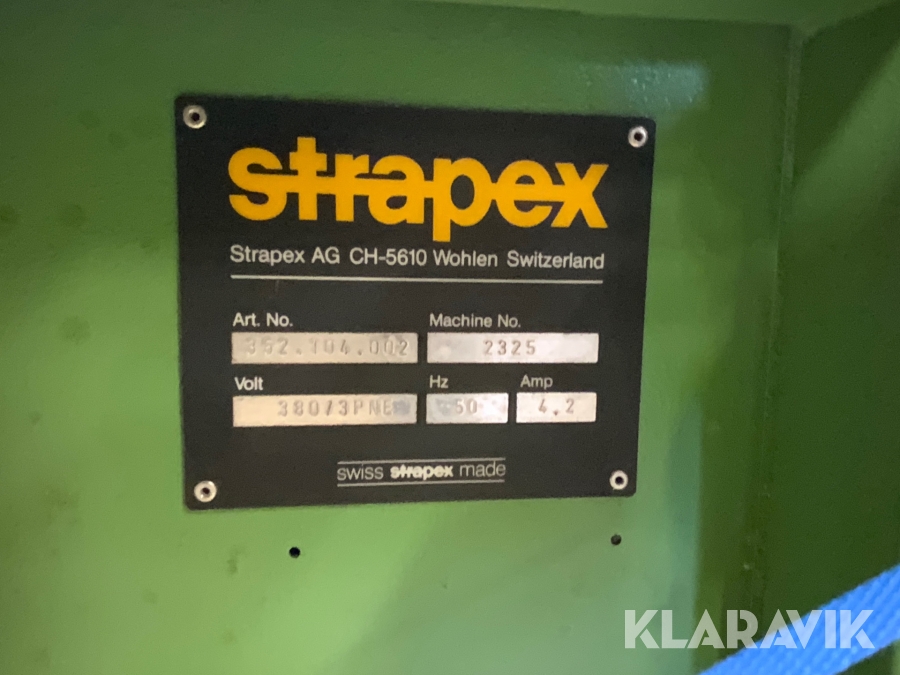 strapex
Strapex AG CH-5610 Wohlen Switzerland
Art. No. Machine No.
352.104.002 2325
Volt Hz Amp
380/3PNE 50 4.2
swiss strapex made
KLARAVIK